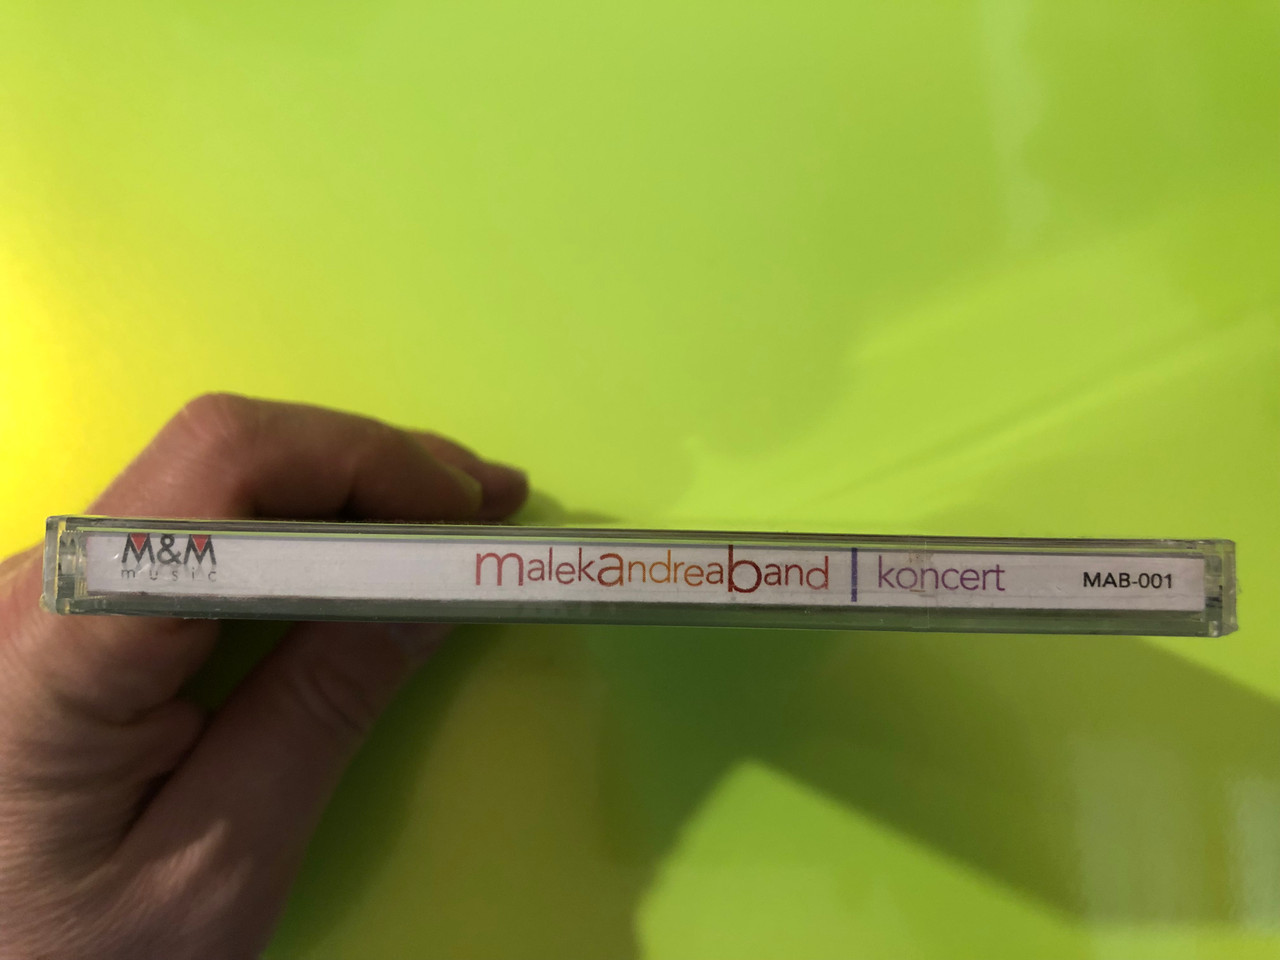 M&M
music
malekandreaband | koncert
MAB-001